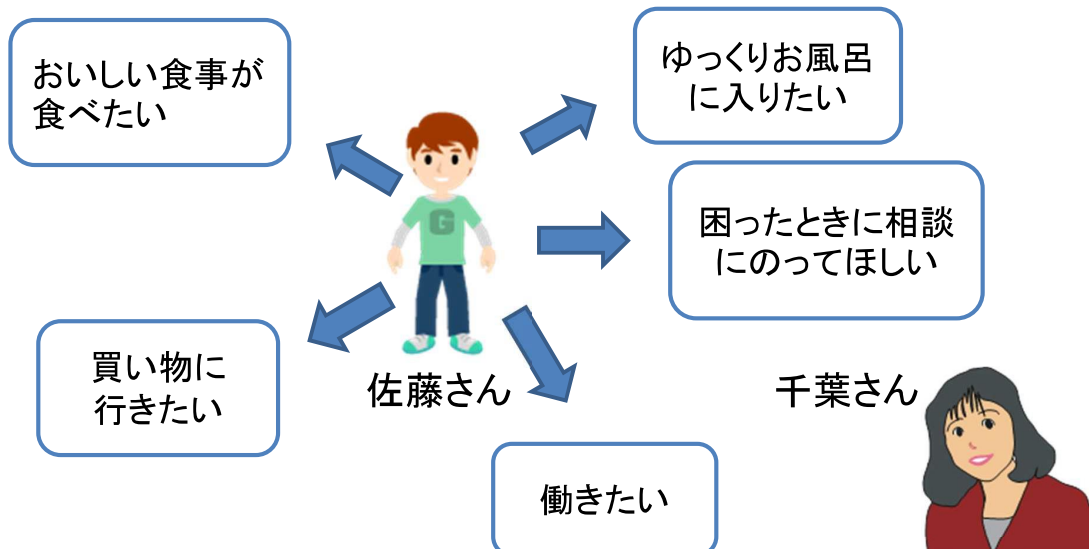 おいしい食事が
食べたい
ゆっくりお風呂
に入りたい
G
困ったときに相談
にのってほしい
買い物に
行きたい
佐藤さん
千葉さん
働きたい